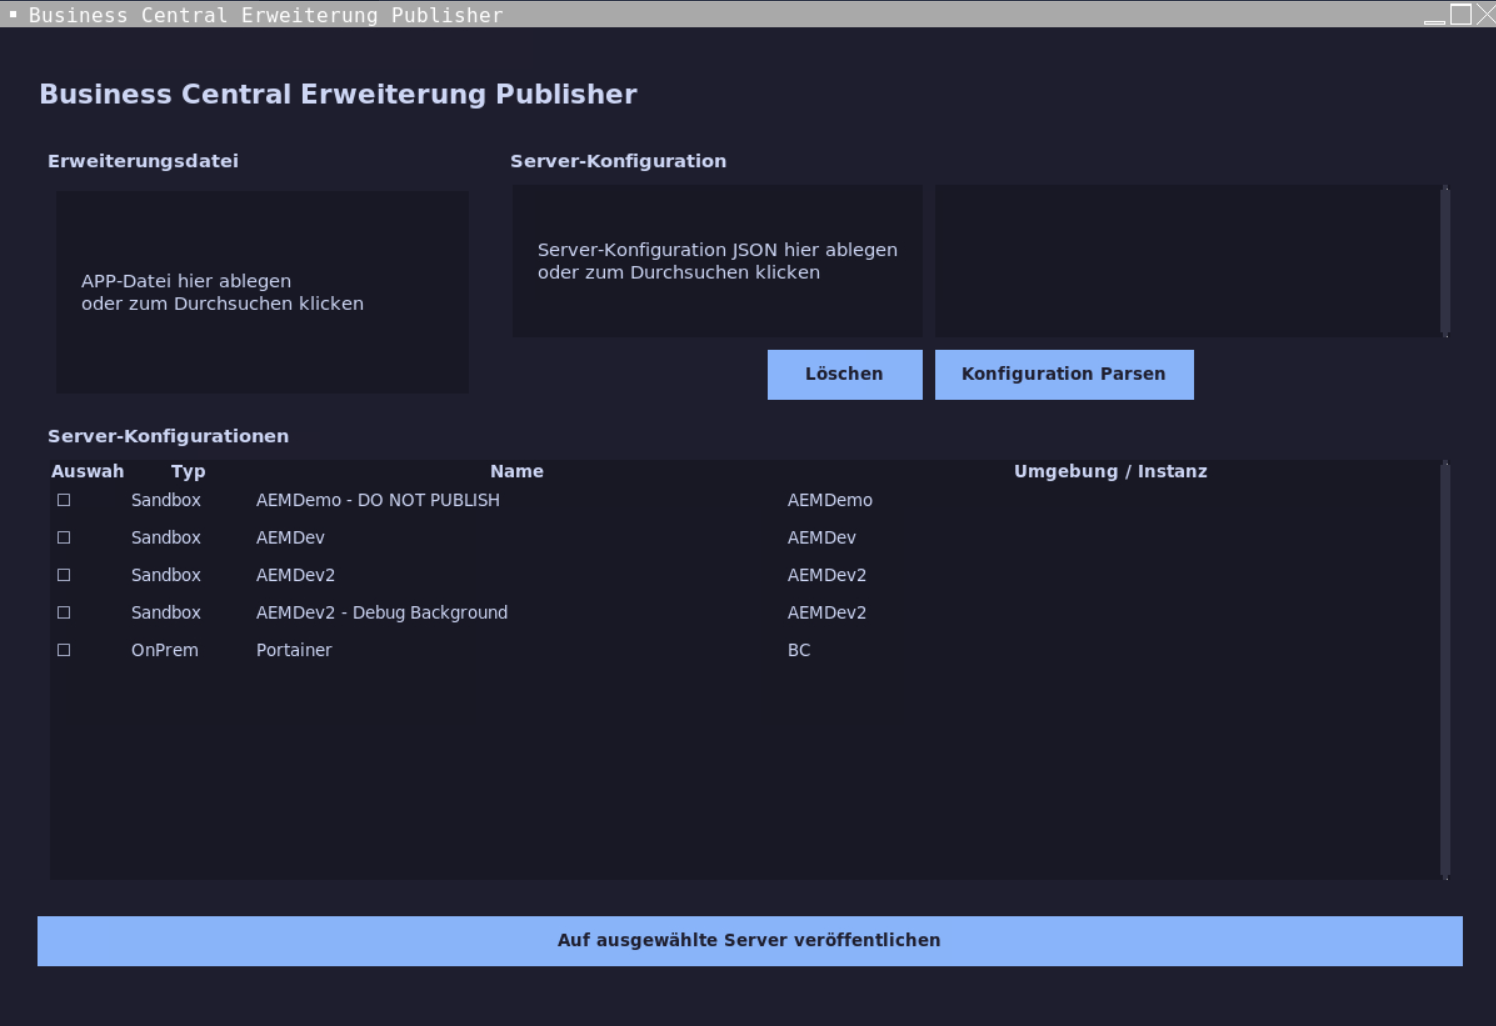 Business Central Erweiterung Publisher
Business Central Erweiterung Publisher
Erweiterungsdatei
Server-Konfiguration
APP-Datei hier ablegen
oder zum Durchsuchen klicken
Server-Konfiguration JSON hier ablegen
oder zum Durchsuchen klicken
Löschen
Konfiguration Parsen
Server-Konfigurationen
Auswah Typ Name Umgebung / Instanz
☐ Sandbox AEMDemo - DO NOT PUBLISH AEMDemo
☐ Sandbox AEMDev AEMDev
☐ Sandbox AEMDev2 AEMDev2
☐ Sandbox AEMDev2 - Debug Background AEMDev2
☐ OnPrem Portainer BC
Auf ausgewählte Server veröffentlichen